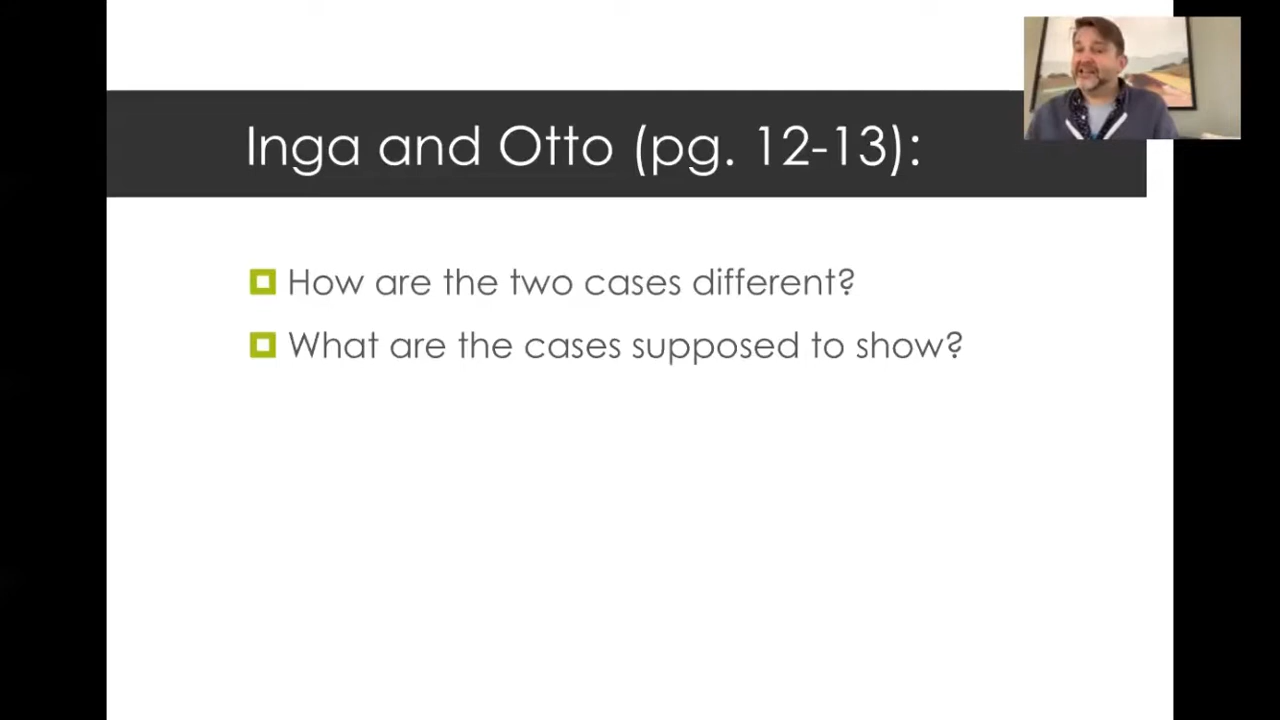 Inga and Otto (pg. 12-13):
How are the two cases different?
What are the cases supposed to show?